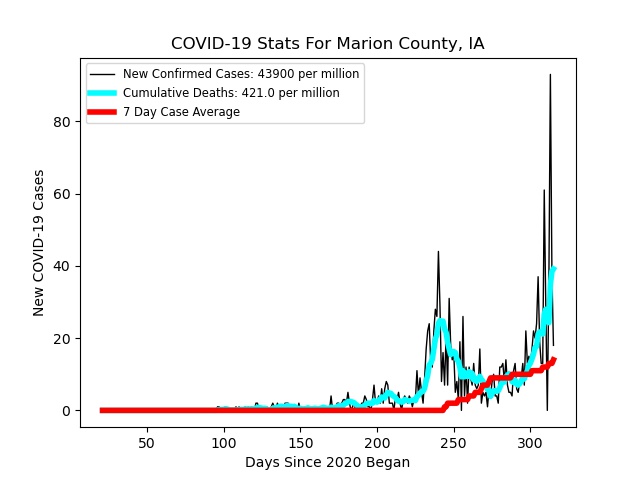 COVID-19 Stats For Marion County, IA
New Confirmed Cases: 43900 per million
Cumulative Deaths: 421.0 per million
7 Day Case Average
80
60
40
20
0
New COVID-19 Cases
50 100 150 200 250 300
Days Since 2020 Began